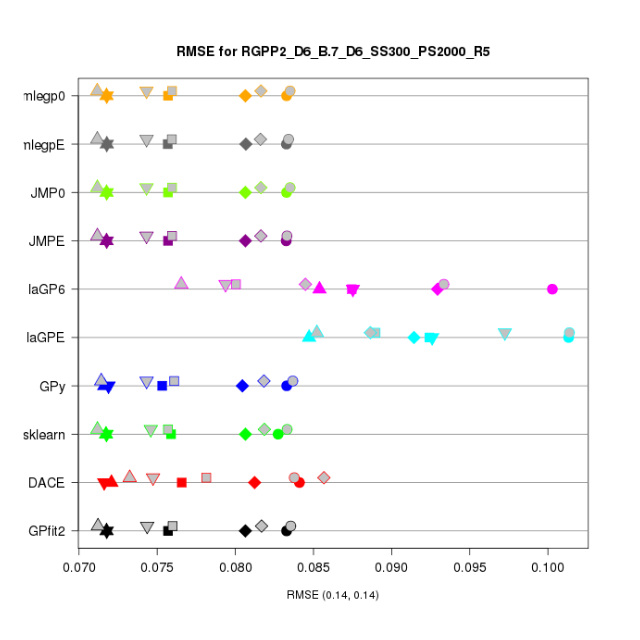 RMSE for RGPP2_D6_B.7_D6_SS300_PS2000_R5
mlegp0
mlegpE
JMP0
JMPE
laGP6
laGPE
GPy
sklearn
DACE
GPfit2
0.070 0.075 0.080 0.085 0.090 0.095 0.100
RMSE (0.14, 0.14)